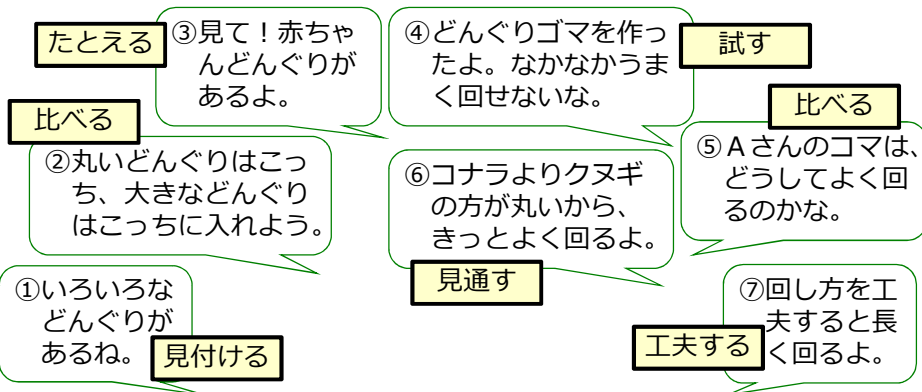 ①いろいろな
どんぐりが
あるね。
見付ける
②丸いどんぐりはこっ
ち、大きなどんぐり
はこっちに入れよう。
比べる
③見て！赤ちゃ
んどんぐりが
あるよ。
たとえる
④どんぐりゴマを作っ
たよ。なかなかうま
く回せないな。
試す
⑤Ａさんのコマは、
どうしてよく回
るのかな。
比べる
⑥コナラよりクヌギ
の方が丸いから、
きっとよく回るよ。
見通す
⑦回し方を工
夫すると長
く回るよ。
工夫する